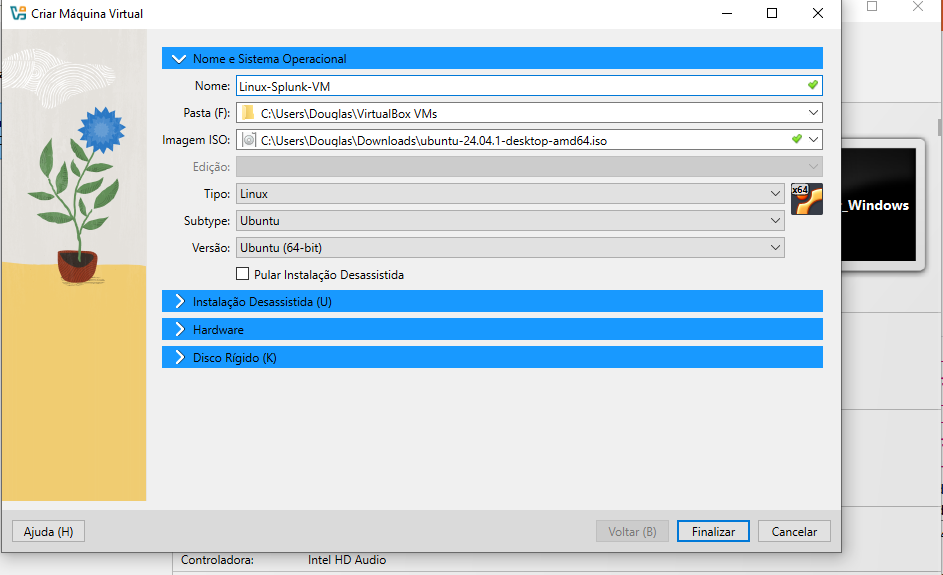 Criar Máquina Virtual
Nome e Sistema Operacional
Nome: Linux-Splunk-VM
Pasta (F): C:\Users\Douglas\VirtualBox VMs
Imagem ISO: C:\Users\Douglas\Downloads\ubuntu-24.04.1-desktop-amd64.iso
Edição:
Tipo: Linux
x64
Subtype: Ubuntu
_Windows
Versão: Ubuntu (64-bit)
Pular Instalação Desassistida
Instalação Desassistida (U)
Hardware
Disco Rígido (K)
Ajuda (H) Voltar (B) Finalizar Cancelar
Controladora: Intel HD Audio